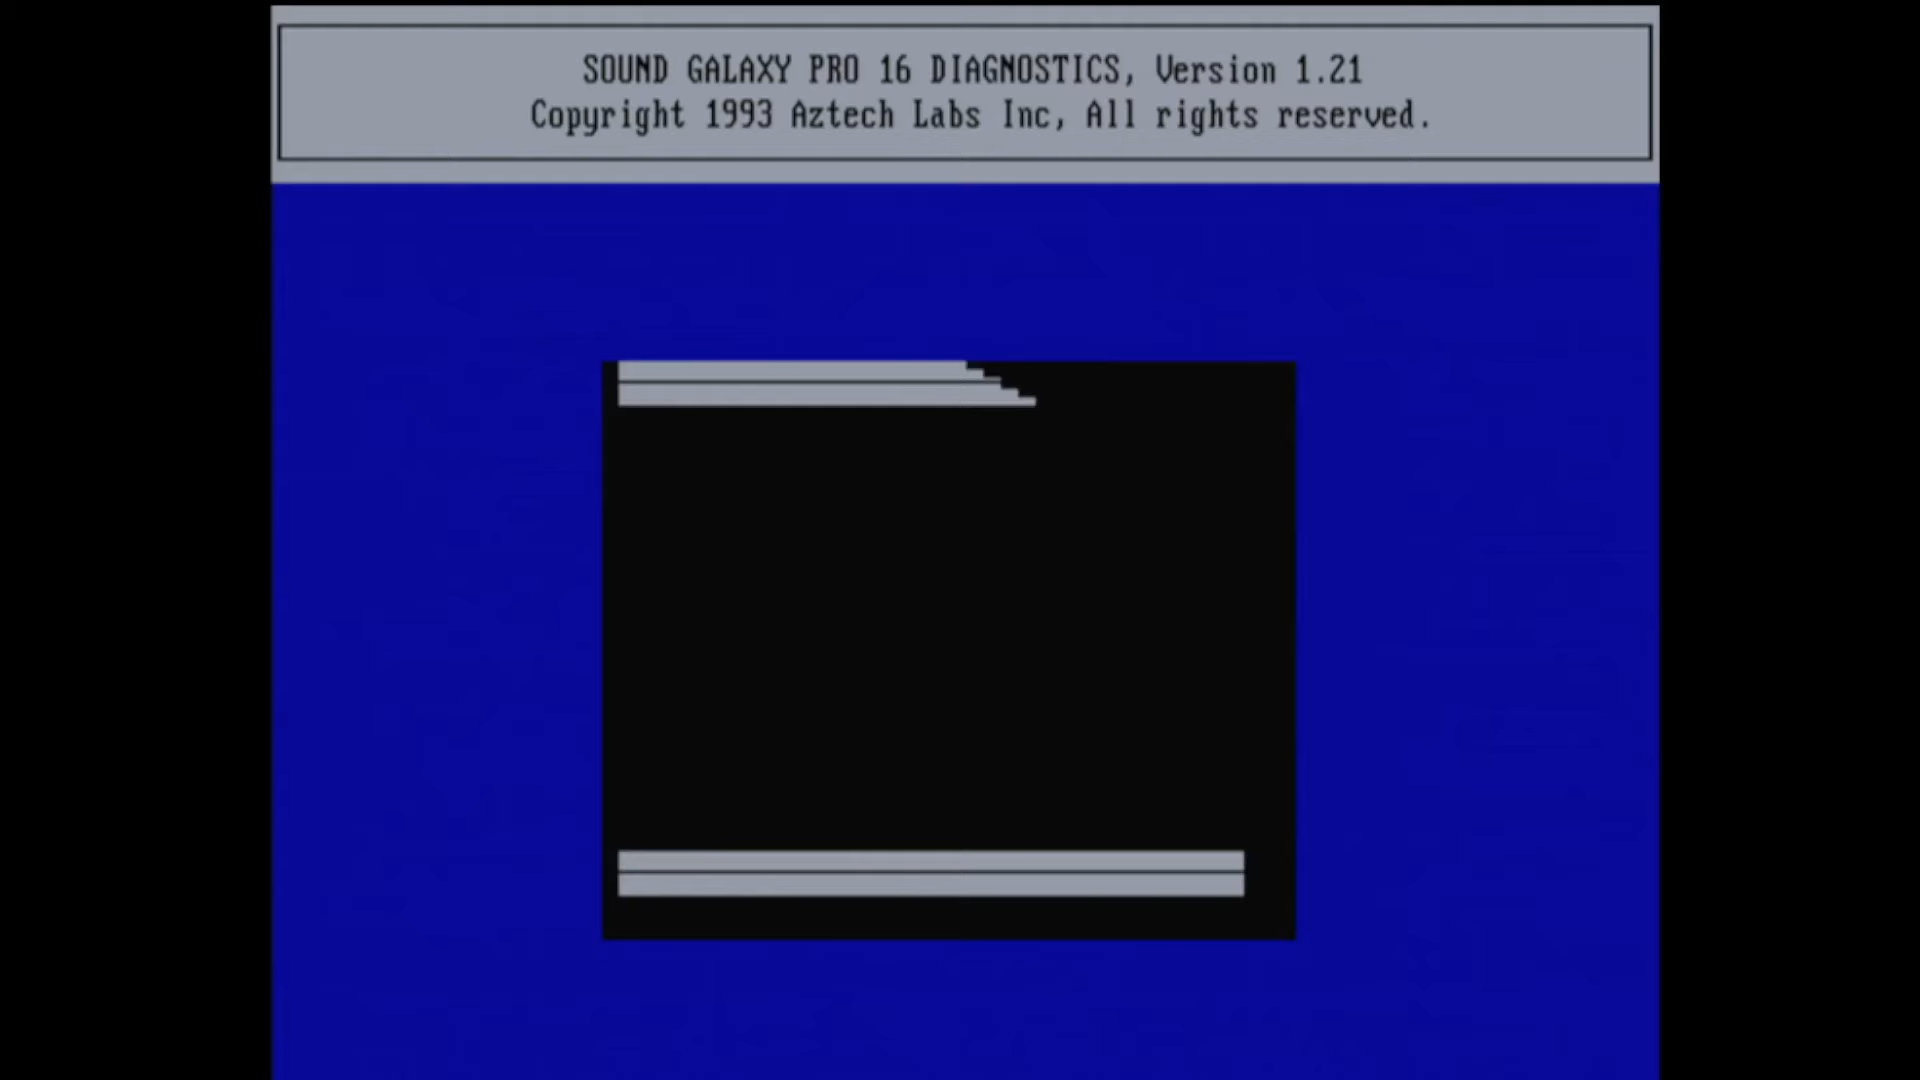 SOUND GALAXY PRO 16 DIAGNOSTICS, Version 1.21
Copyright 1993 Aztech Labs Inc, All rights reserved.